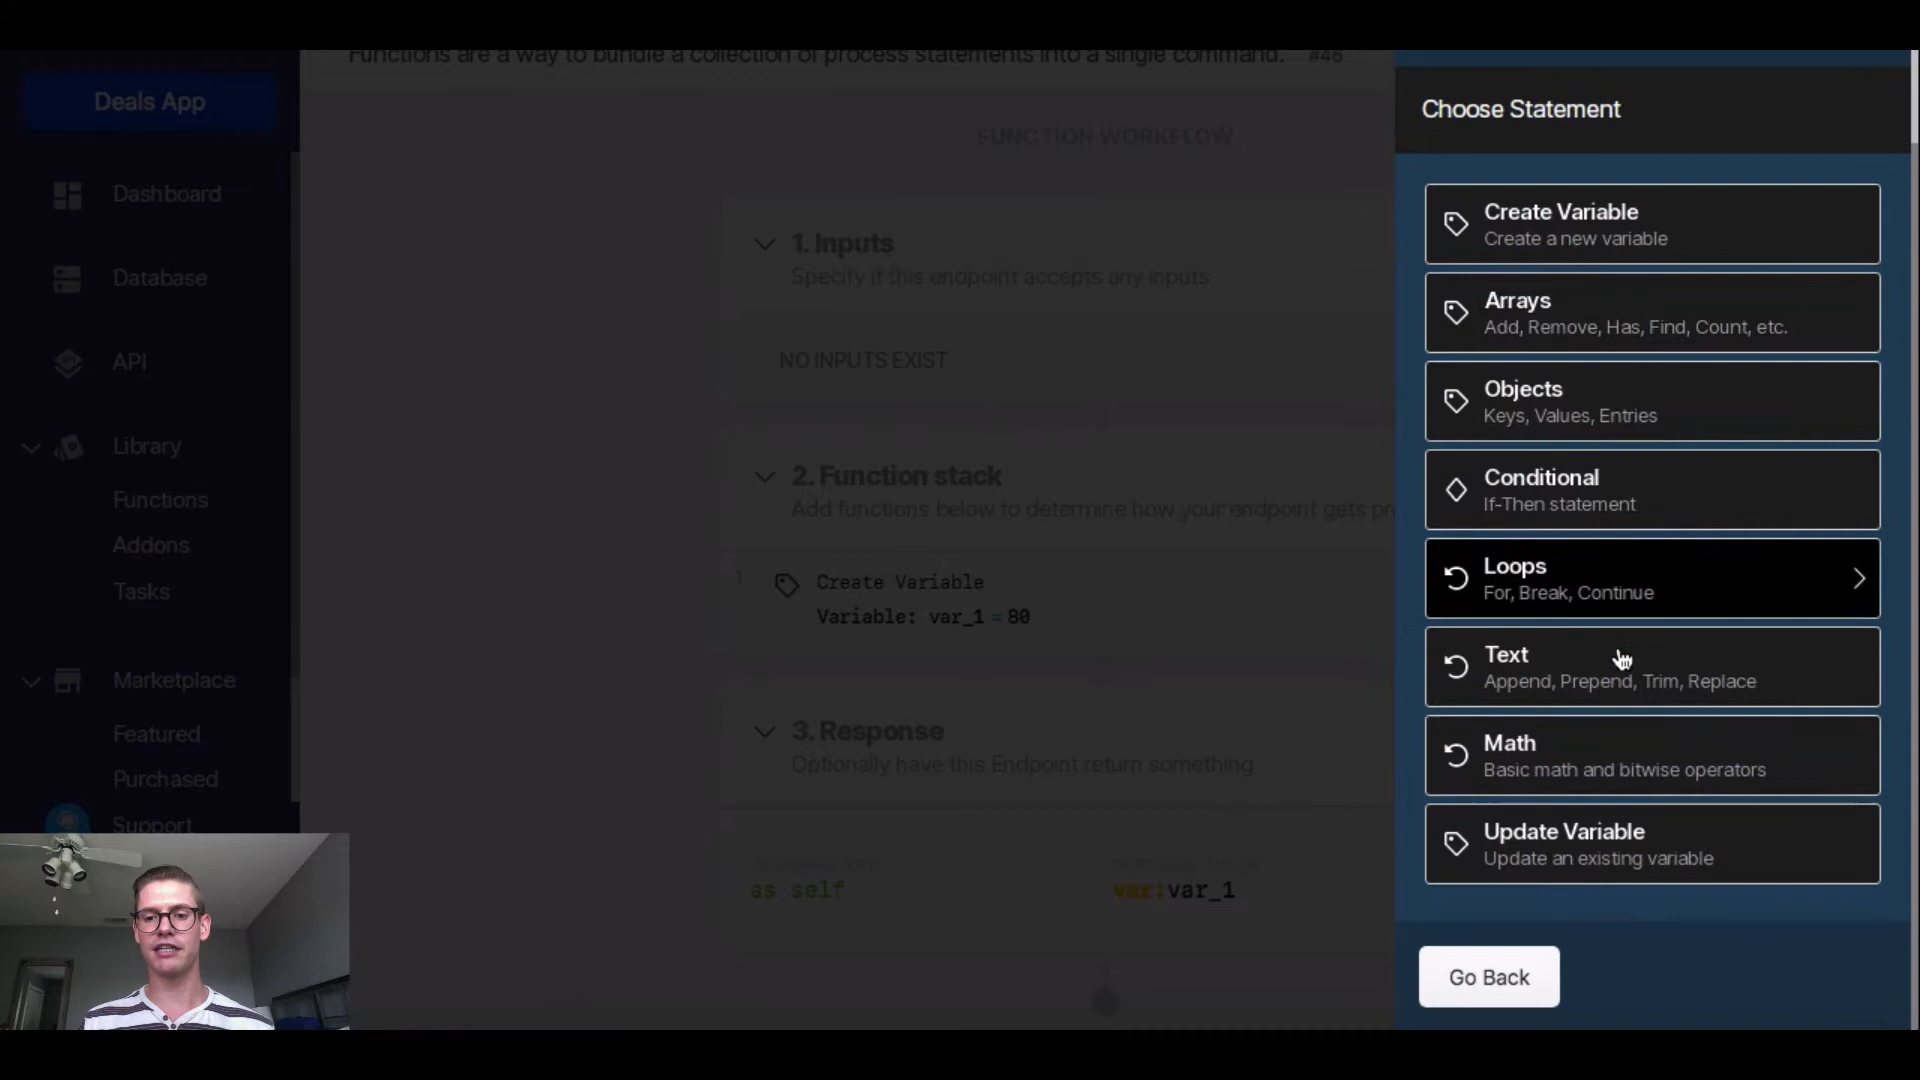 Functions are a way to bundle a collection of process statements into a single command. #46
Deals App
Dashboard
Database
API
Library
Functions
Addons
Tasks
Marketplace
Featured
Purchased
Support
FUNCTION WORKFLOW
1. Inputs
Specify if this endpoint accepts any inputs
NO INPUTS EXIST
2. Function stack
Add functions below to determine how your endpoint gets pr
1
Create Variable
Variable: var_1 = 80
3. Response
Optionally have this Endpoint return something
as self
var:var_1
Choose Statement
Create Variable
Create a new variable
Arrays
Add, Remove, Has, Find, Count, etc.
Objects
Keys, Values, Entries
Conditional
If-Then statement
Loops
For, Break, Continue
Text
Append, Prepend, Trim, Replace
Math
Basic math and bitwise operators
Update Variable
Update an existing variable
Go Back